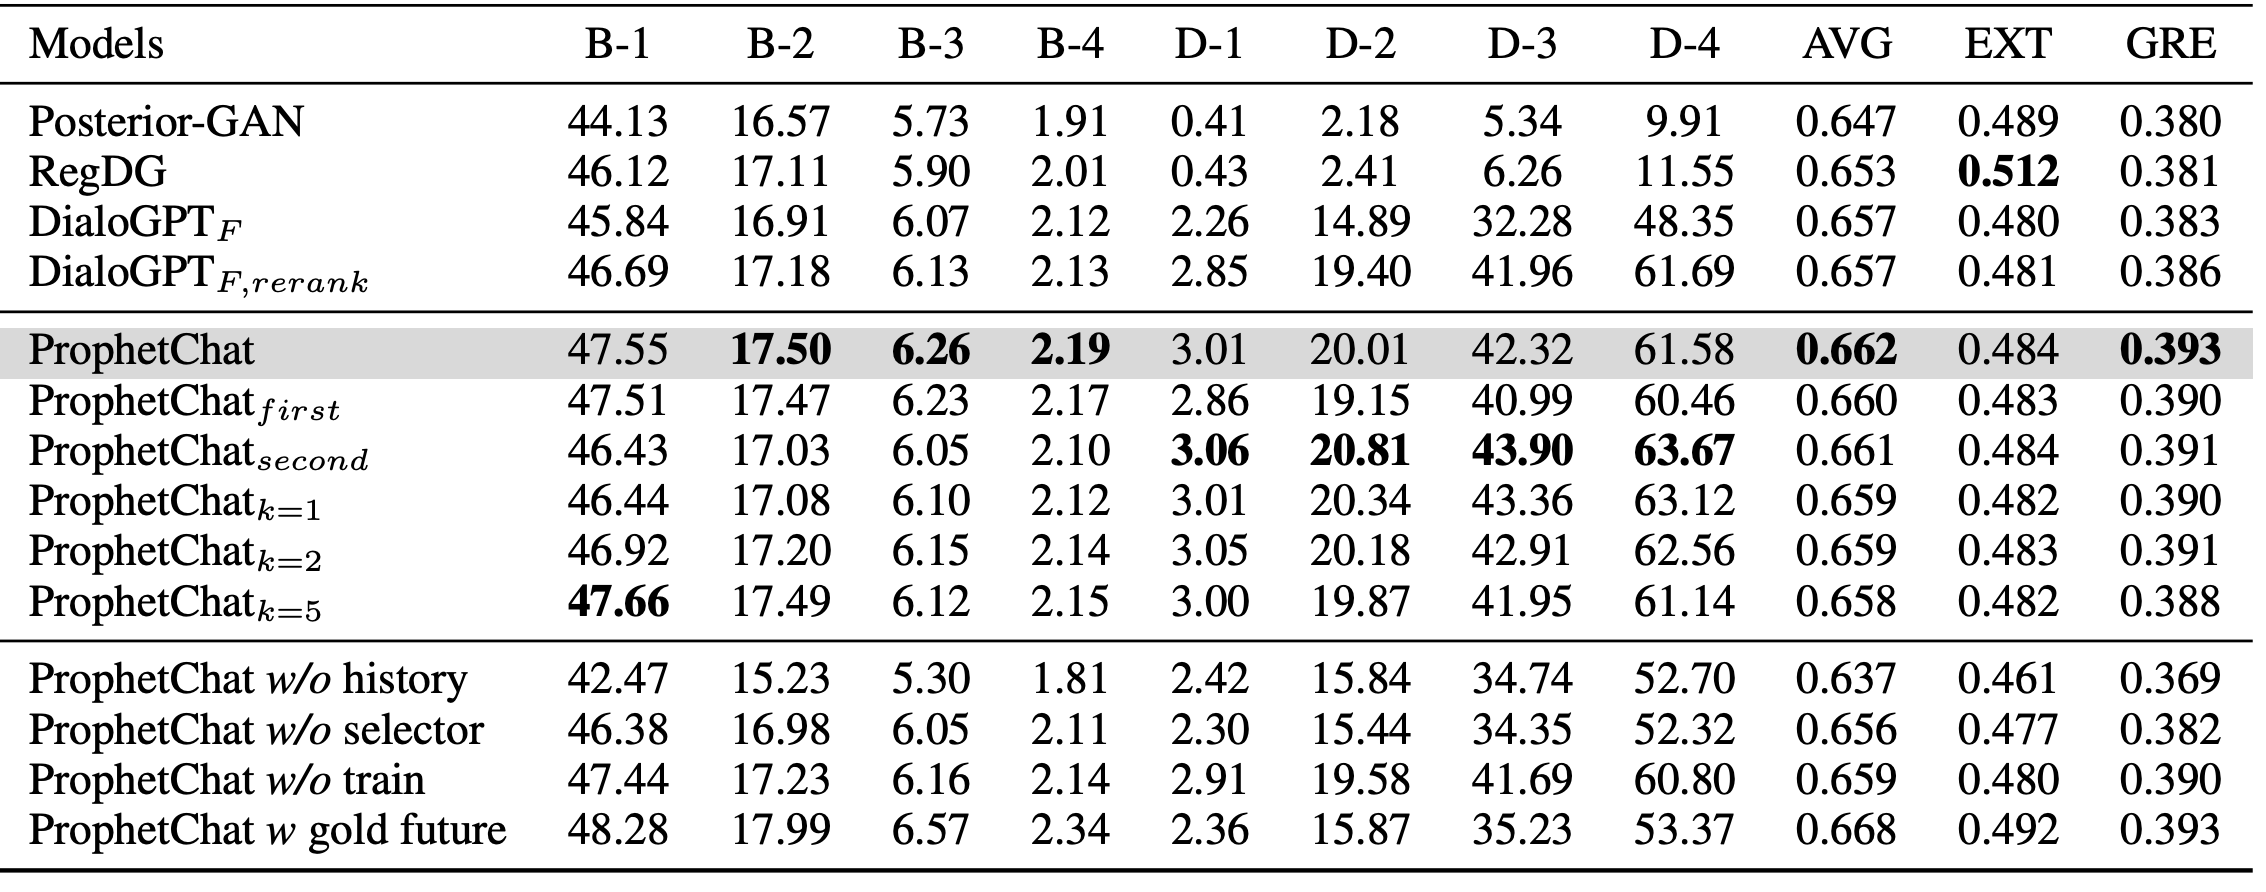 Models B-1 B-2 B-3 B-4 D-1 D-2 D-3 D-4 AVG EXT GRE
Posterior-GAN 44.13 16.57 5.73 1.91 0.41 2.18 5.34 9.91 0.647 0.489 0.380
RegDG 46.12 17.11 5.90 2.01 0.43 2.41 6.26 11.55 0.653 0.512 0.381
DialoGPT_F 45.84 16.91 6.07 2.12 2.26 14.89 32.28 48.35 0.657 0.480 0.383
DialoGPT_F,rerank 46.69 17.18 6.13 2.13 2.85 19.40 41.96 61.69 0.657 0.481 0.386
ProphetChat 47.55 17.50 6.26 2.19 3.01 20.01 42.32 61.58 0.662 0.484 0.393
ProphetChat_first 47.51 17.47 6.23 2.17 2.86 19.15 40.99 60.46 0.660 0.483 0.390
ProphetChat_second 46.43 17.03 6.05 2.10 3.06 20.81 43.90 63.67 0.661 0.484 0.391
ProphetChat_k=1 46.44 17.08 6.10 2.12 3.01 20.34 43.36 63.12 0.659 0.482 0.390
ProphetChat_k=2 46.92 17.20 6.15 2.14 3.05 20.18 42.91 62.56 0.659 0.483 0.391
ProphetChat_k=5 47.66 17.49 6.12 2.15 3.00 19.87 41.95 61.14 0.658 0.482 0.388
ProphetChat w/o history 42.47 15.23 5.30 1.81 2.42 15.84 34.74 52.70 0.637 0.461 0.369
ProphetChat w/o selector 46.38 16.98 6.05 2.11 2.30 15.44 34.35 52.32 0.656 0.477 0.382
ProphetChat w/o train 47.44 17.23 6.16 2.14 2.91 19.58 41.69 60.80 0.659 0.480 0.390
ProphetChat w gold future 48.28 17.99 6.57 2.34 2.36 15.87 35.23 53.37 0.668 0.492 0.393